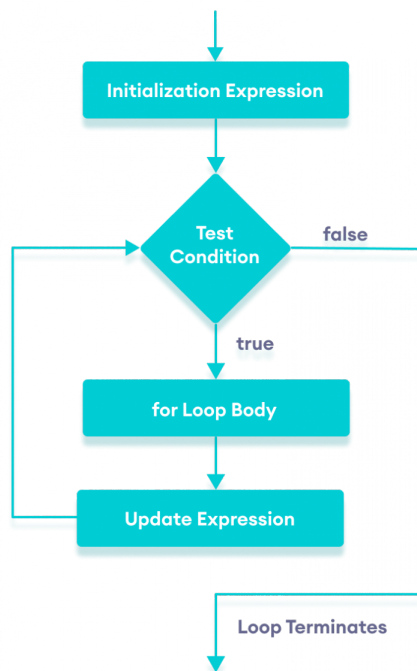 Initialization Expression
Test
Condition
false
true
for Loop Body
Update Expression
Loop Terminates